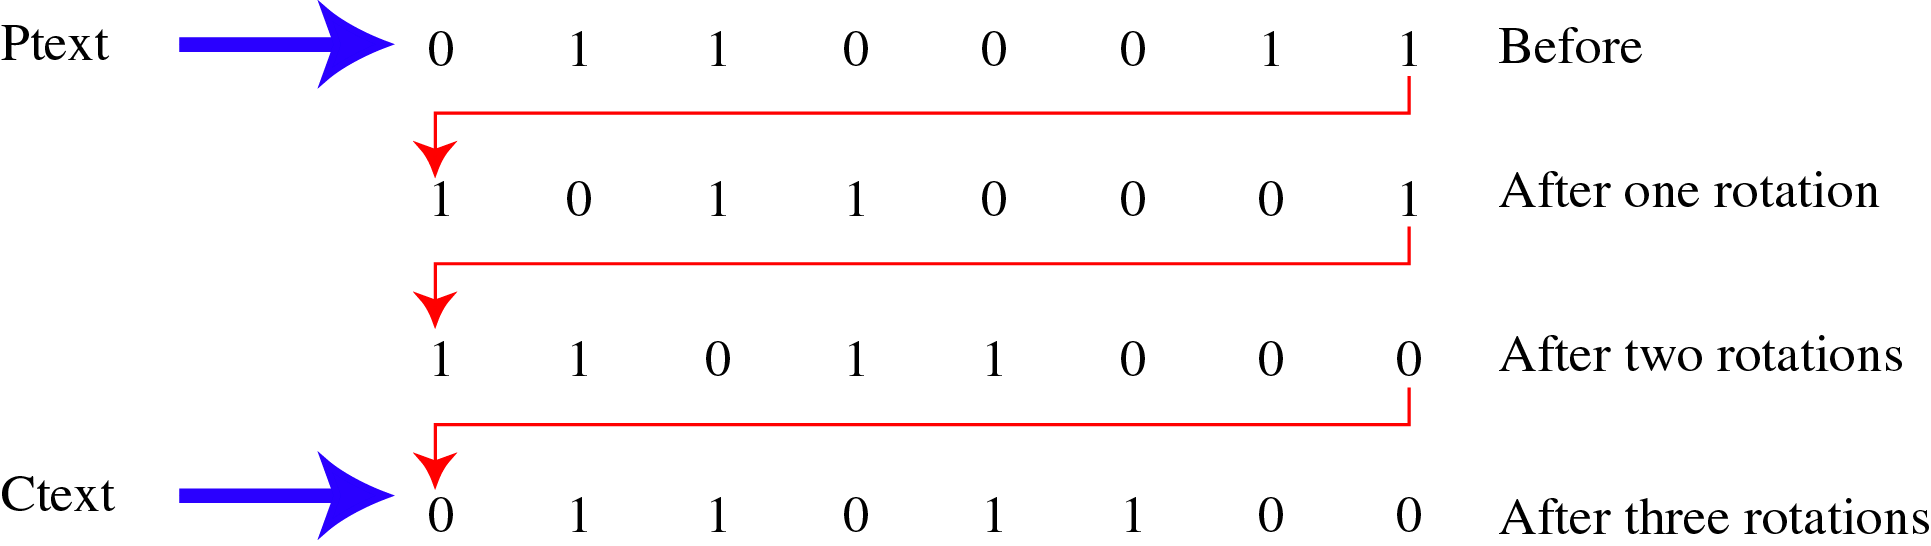 Ptext 0 1 1 0 0 0 1 1 Before
1 0 1 1 0 0 0 1 After one rotation
1 1 0 1 1 0 0 0 After two rotations
Ctext 0 1 1 0 1 1 0 0 After three rotations